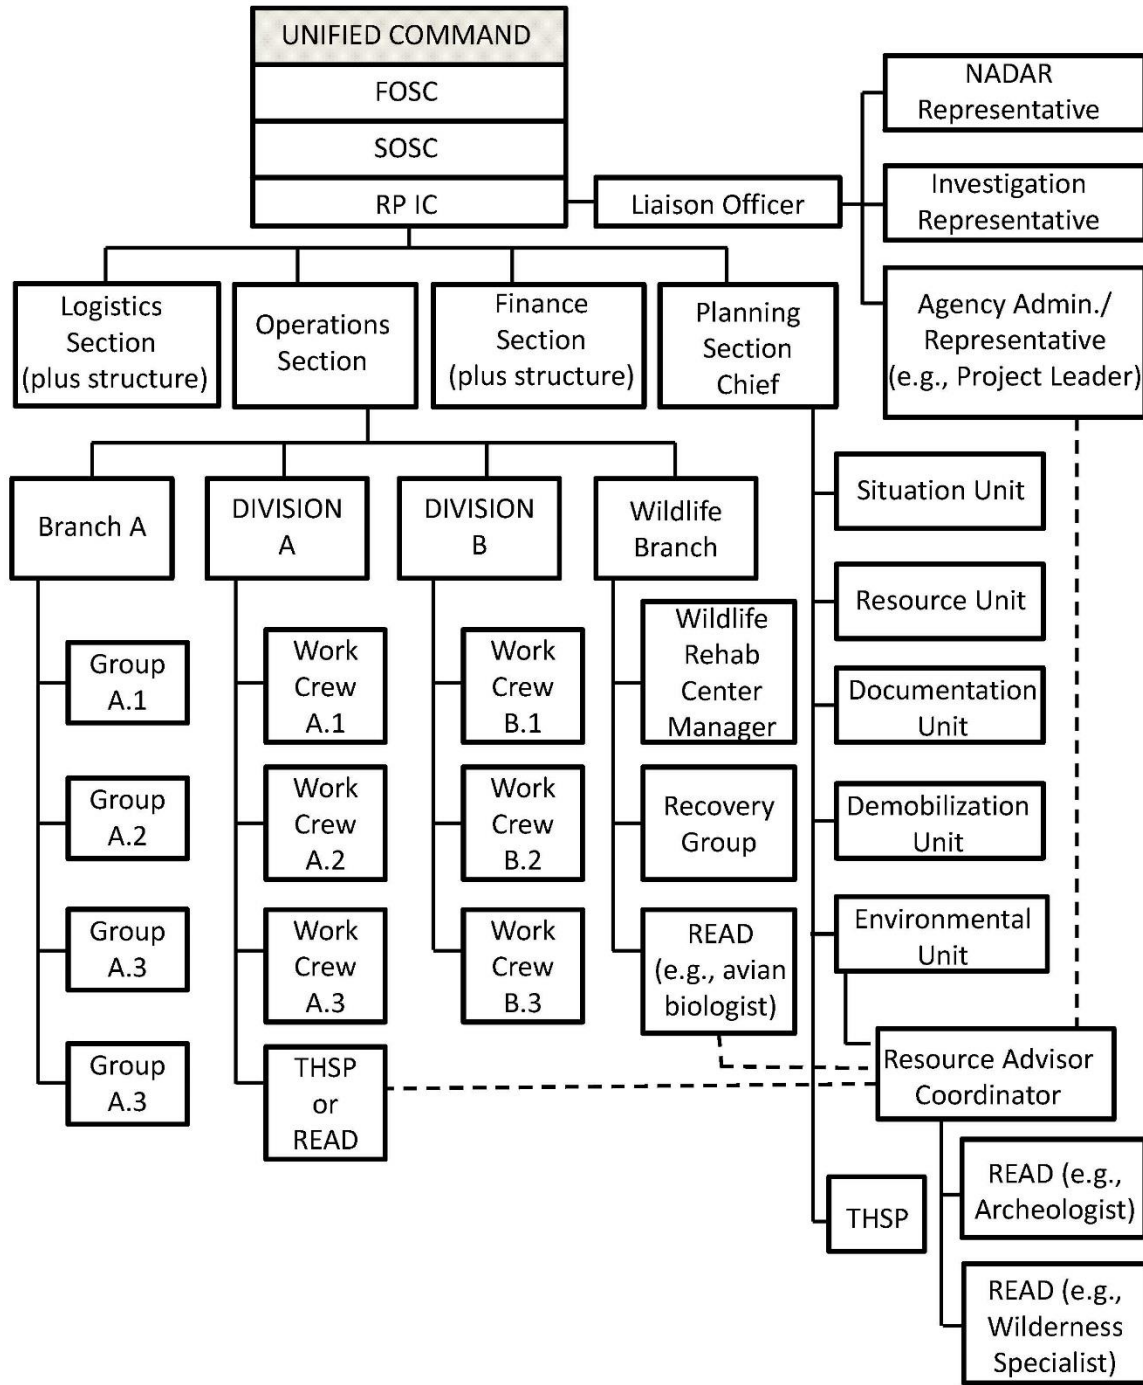 UNIFIED COMMAND
FOSC
SOSC
RP IC
Liaison Officer
NADAR
Representative
Investigation
Representative
Agency Admin./
Representative
(e.g., Project Leader)
Logistics
Section
(plus structure)
Operations
Section
Finance
Section
(plus structure)
Planning
Section
Chief
Branch A
DIVISION
A
DIVISION
B
Wildlife
Branch
Group
A.1
Group
A.2
Group
A.3
Group
A.3
Work
Crew
A.1
Work
Crew
A.2
Work
Crew
A.3
THSP
or
READ
Work
Crew
B.1
Work
Crew
B.2
Work
Crew
B.3
Wildlife
Rehab
Center
Manager
Recovery
Group
READ
(e.g., avian
biologist)
Situation Unit
Resource Unit
Documentation
Unit
Demobilization
Unit
Environmental
Unit
Resource Advisor
Coordinator
THSP
READ (e.g.,
Archeologist)
READ (e.g.,
Wilderness
Specialist)